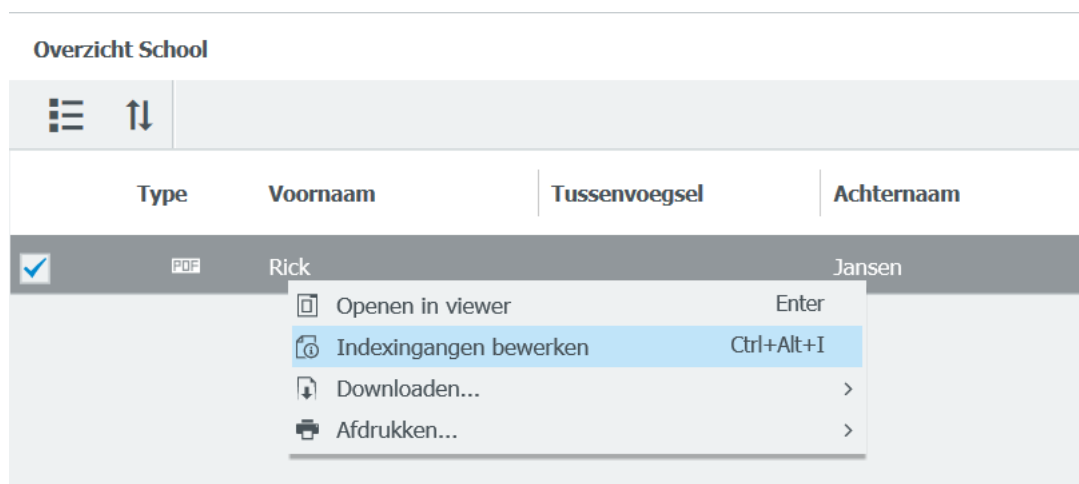 Overzicht School
Type Voornaam Tussenvoegsel Achternaam
PDF Rick Jansen
Openen in viewer Enter
Indexingangen bewerken Ctrl+Alt+I
Downloaden...
Afdrukken...